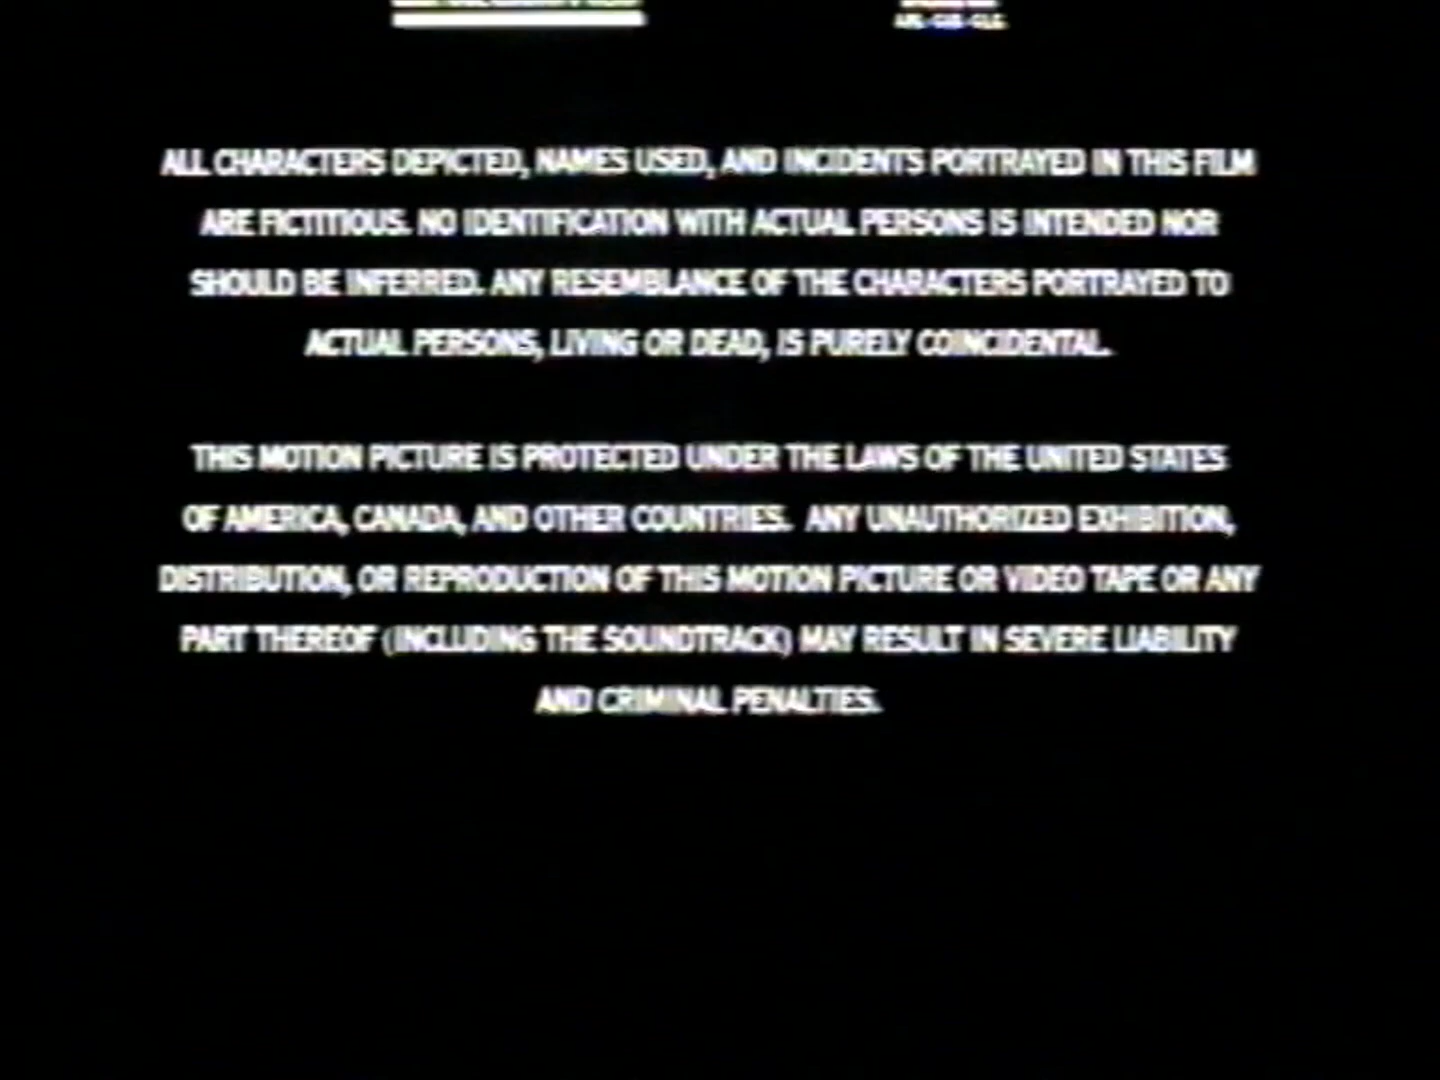 ALL CHARACTERS DEPICTED, NAMES USED, AND INCIDENTS PORTRAYED IN THIS FILM
ARE FICTITIOUS. NO IDENTIFICATION WITH ACTUAL PERSONS IS INTENDED NOR
SHOULD BE INFERRED. ANY RESEMBLANCE OF THE CHARACTERS PORTRAYED TO
ACTUAL PERSONS, LIVING OR DEAD, IS PURELY COINCIDENTAL.
THIS MOTION PICTURE IS PROTECTED UNDER THE LAWS OF THE UNITED STATES
OF AMERICA, CANADA, AND OTHER COUNTRIES. ANY UNAUTHORIZED EXHIBITION,
DISTRIBUTION, OR REPRODUCTION OF THIS MOTION PICTURE OR VIDEO TAPE OR ANY
PART THEREOF (INCLUDING THE SOUNDTRACK) MAY RESULT IN SEVERE LIABILITY
AND CRIMINAL PENALTIES.